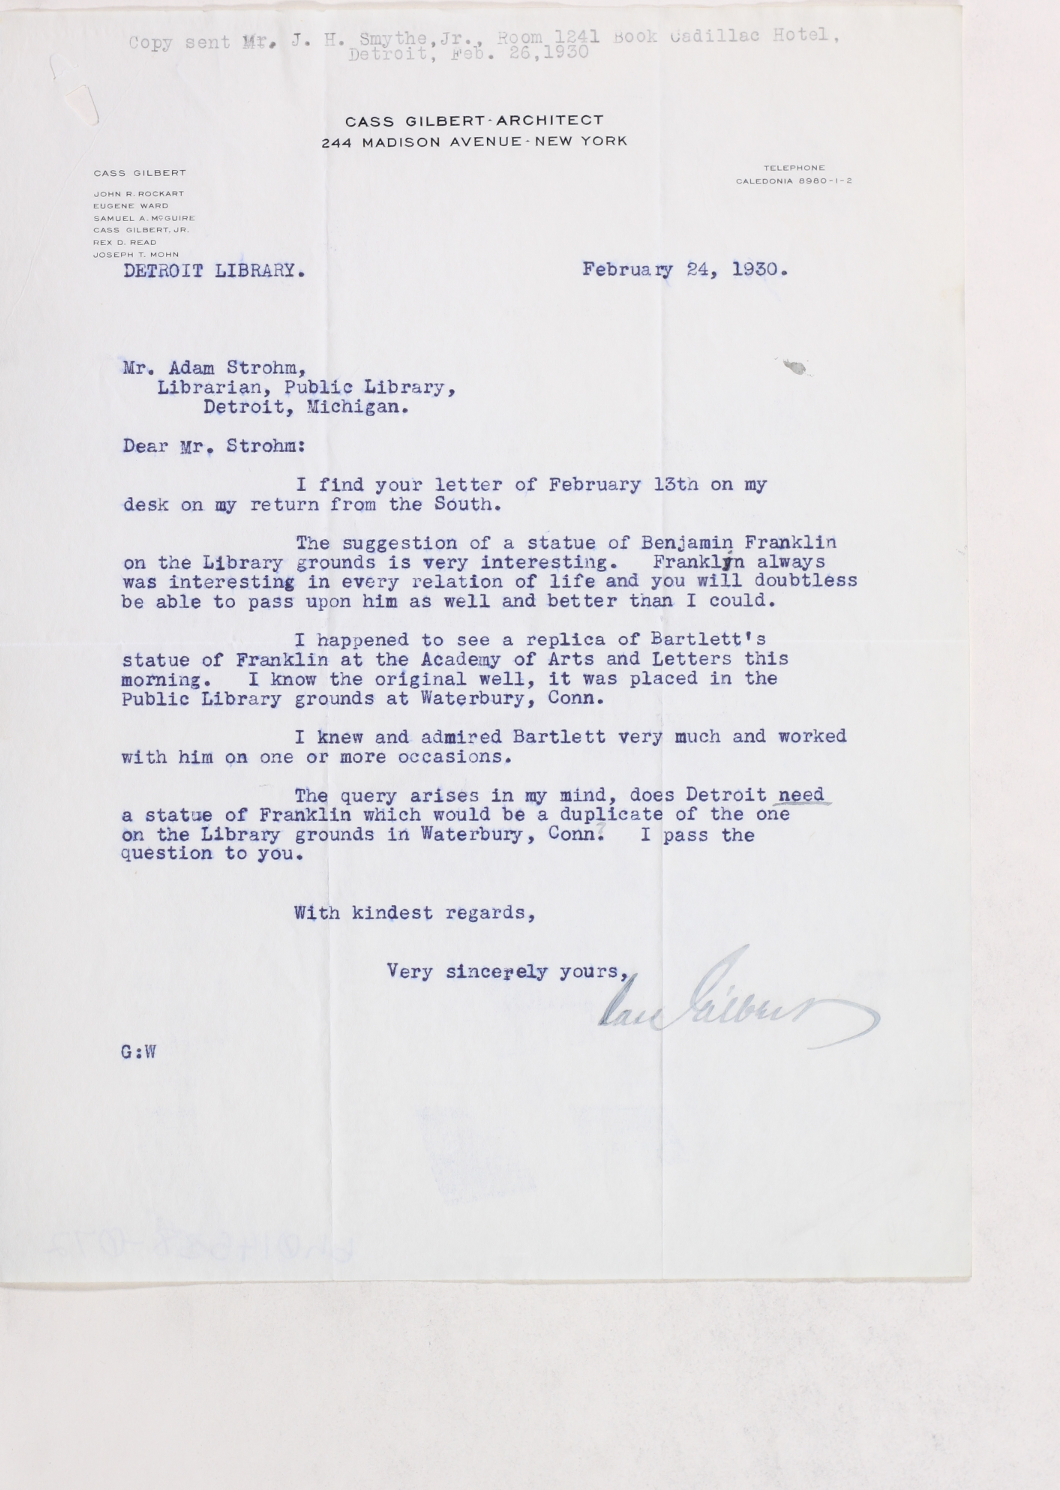 Copy sent Mr. J. H. Smythe,Jr., Room 1241 Book Cadillac Hotel,
Detroit, Feb. 26,1930
CASS GILBERT-ARCHITECT
244 MADISON AVENUE-NEW YORK
CASS GILBERT
JOHN R. ROCKART
EUGENE WARD
SAMUEL A. McGUIRE
CASS GILBERT, JR.
REX D. READ
JOSEPH T. MOHN
TELEPHONE
CALEDONIA 8980-1-2
DETROIT LIBRARY. February 24, 1930.
Mr. Adam Strohm,
Librarian, Public Library,
Detroit, Michigan.
Dear Mr. Strohm:
I find your letter of February 13th on my
desk on my return from the South.
The suggestion of a statue of Benjamin Franklin
on the Library grounds is very interesting. Franklin always
was interesting in every relation of life and you will doubtless
be able to pass upon him as well and better than I could.
I happened to see a replica of Bartlett's
statue of Franklin at the Academy of Arts and Letters this
morning. I know the original well, it was placed in the
Public Library grounds at Waterbury, Conn.
I knew and admired Bartlett very much and worked
with him on one or more occasions.
The query arises in my mind, does Detroit need
a statue of Franklin which would be a duplicate of the one
on the Library grounds in Waterbury, Conn? I pass the
question to you.
With kindest regards,
Very sincerely yours,
Cass Gilbert
G:W